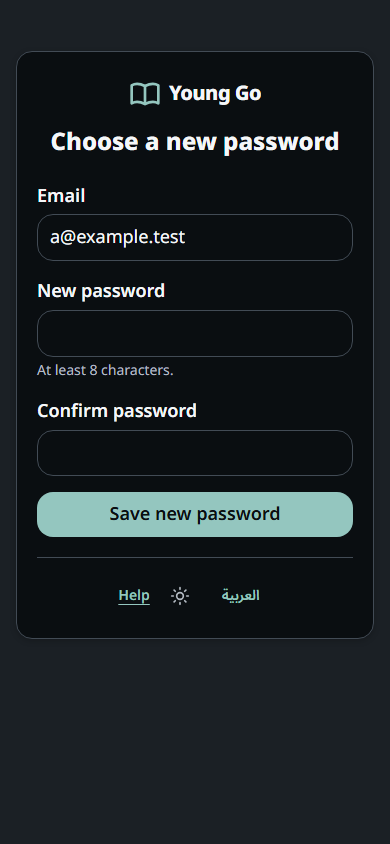 Young Go
Choose a new password
Email
a@example.test
New password
At least 8 characters.
Confirm password
Save new password
Help العربية